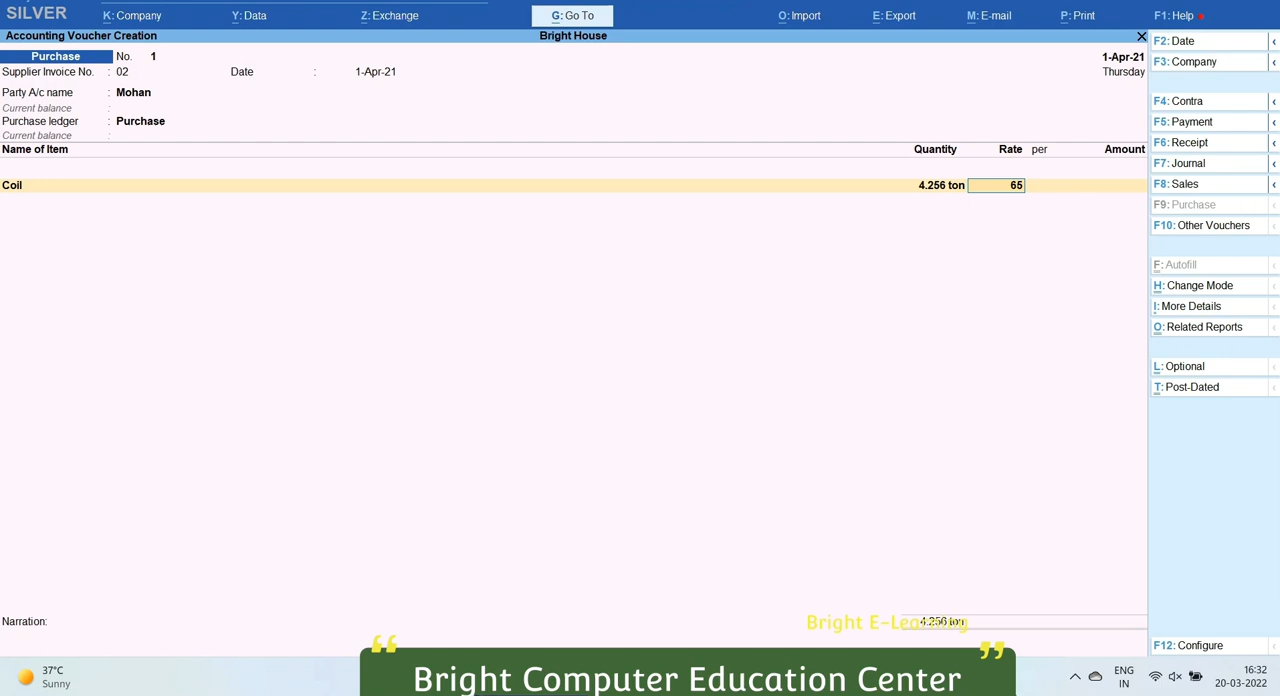 SILVER
K: Company
Y: Data
Z: Exchange
G: Go To
O: Import
E: Export
M: E-mail
P: Print
F1: Help
Accounting Voucher Creation
Bright House
Purchase No. 1
1-Apr-21
Supplier Invoice No. : 02 Date : 1-Apr-21
Thursday
Party A/c name : Mohan
Current balance :
Purchase ledger : Purchase
Current balance :
Name of Item Quantity Rate per Amount
Coil 4.256 ton 65
Narration:
4.256 ton
F2: Date
F3: Company
F4: Contra
F5: Payment
F6: Receipt
F7: Journal
F8: Sales
F9: Purchase
F10: Other Vouchers
F: Autofill
H: Change Mode
I: More Details
O: Related Reports
L: Optional
T: Post-Dated
F12: Configure
Bright E-Learning
“ Bright Computer Education Center ”
37°C
Sunny
ENG
IN
16:32
20-03-2022